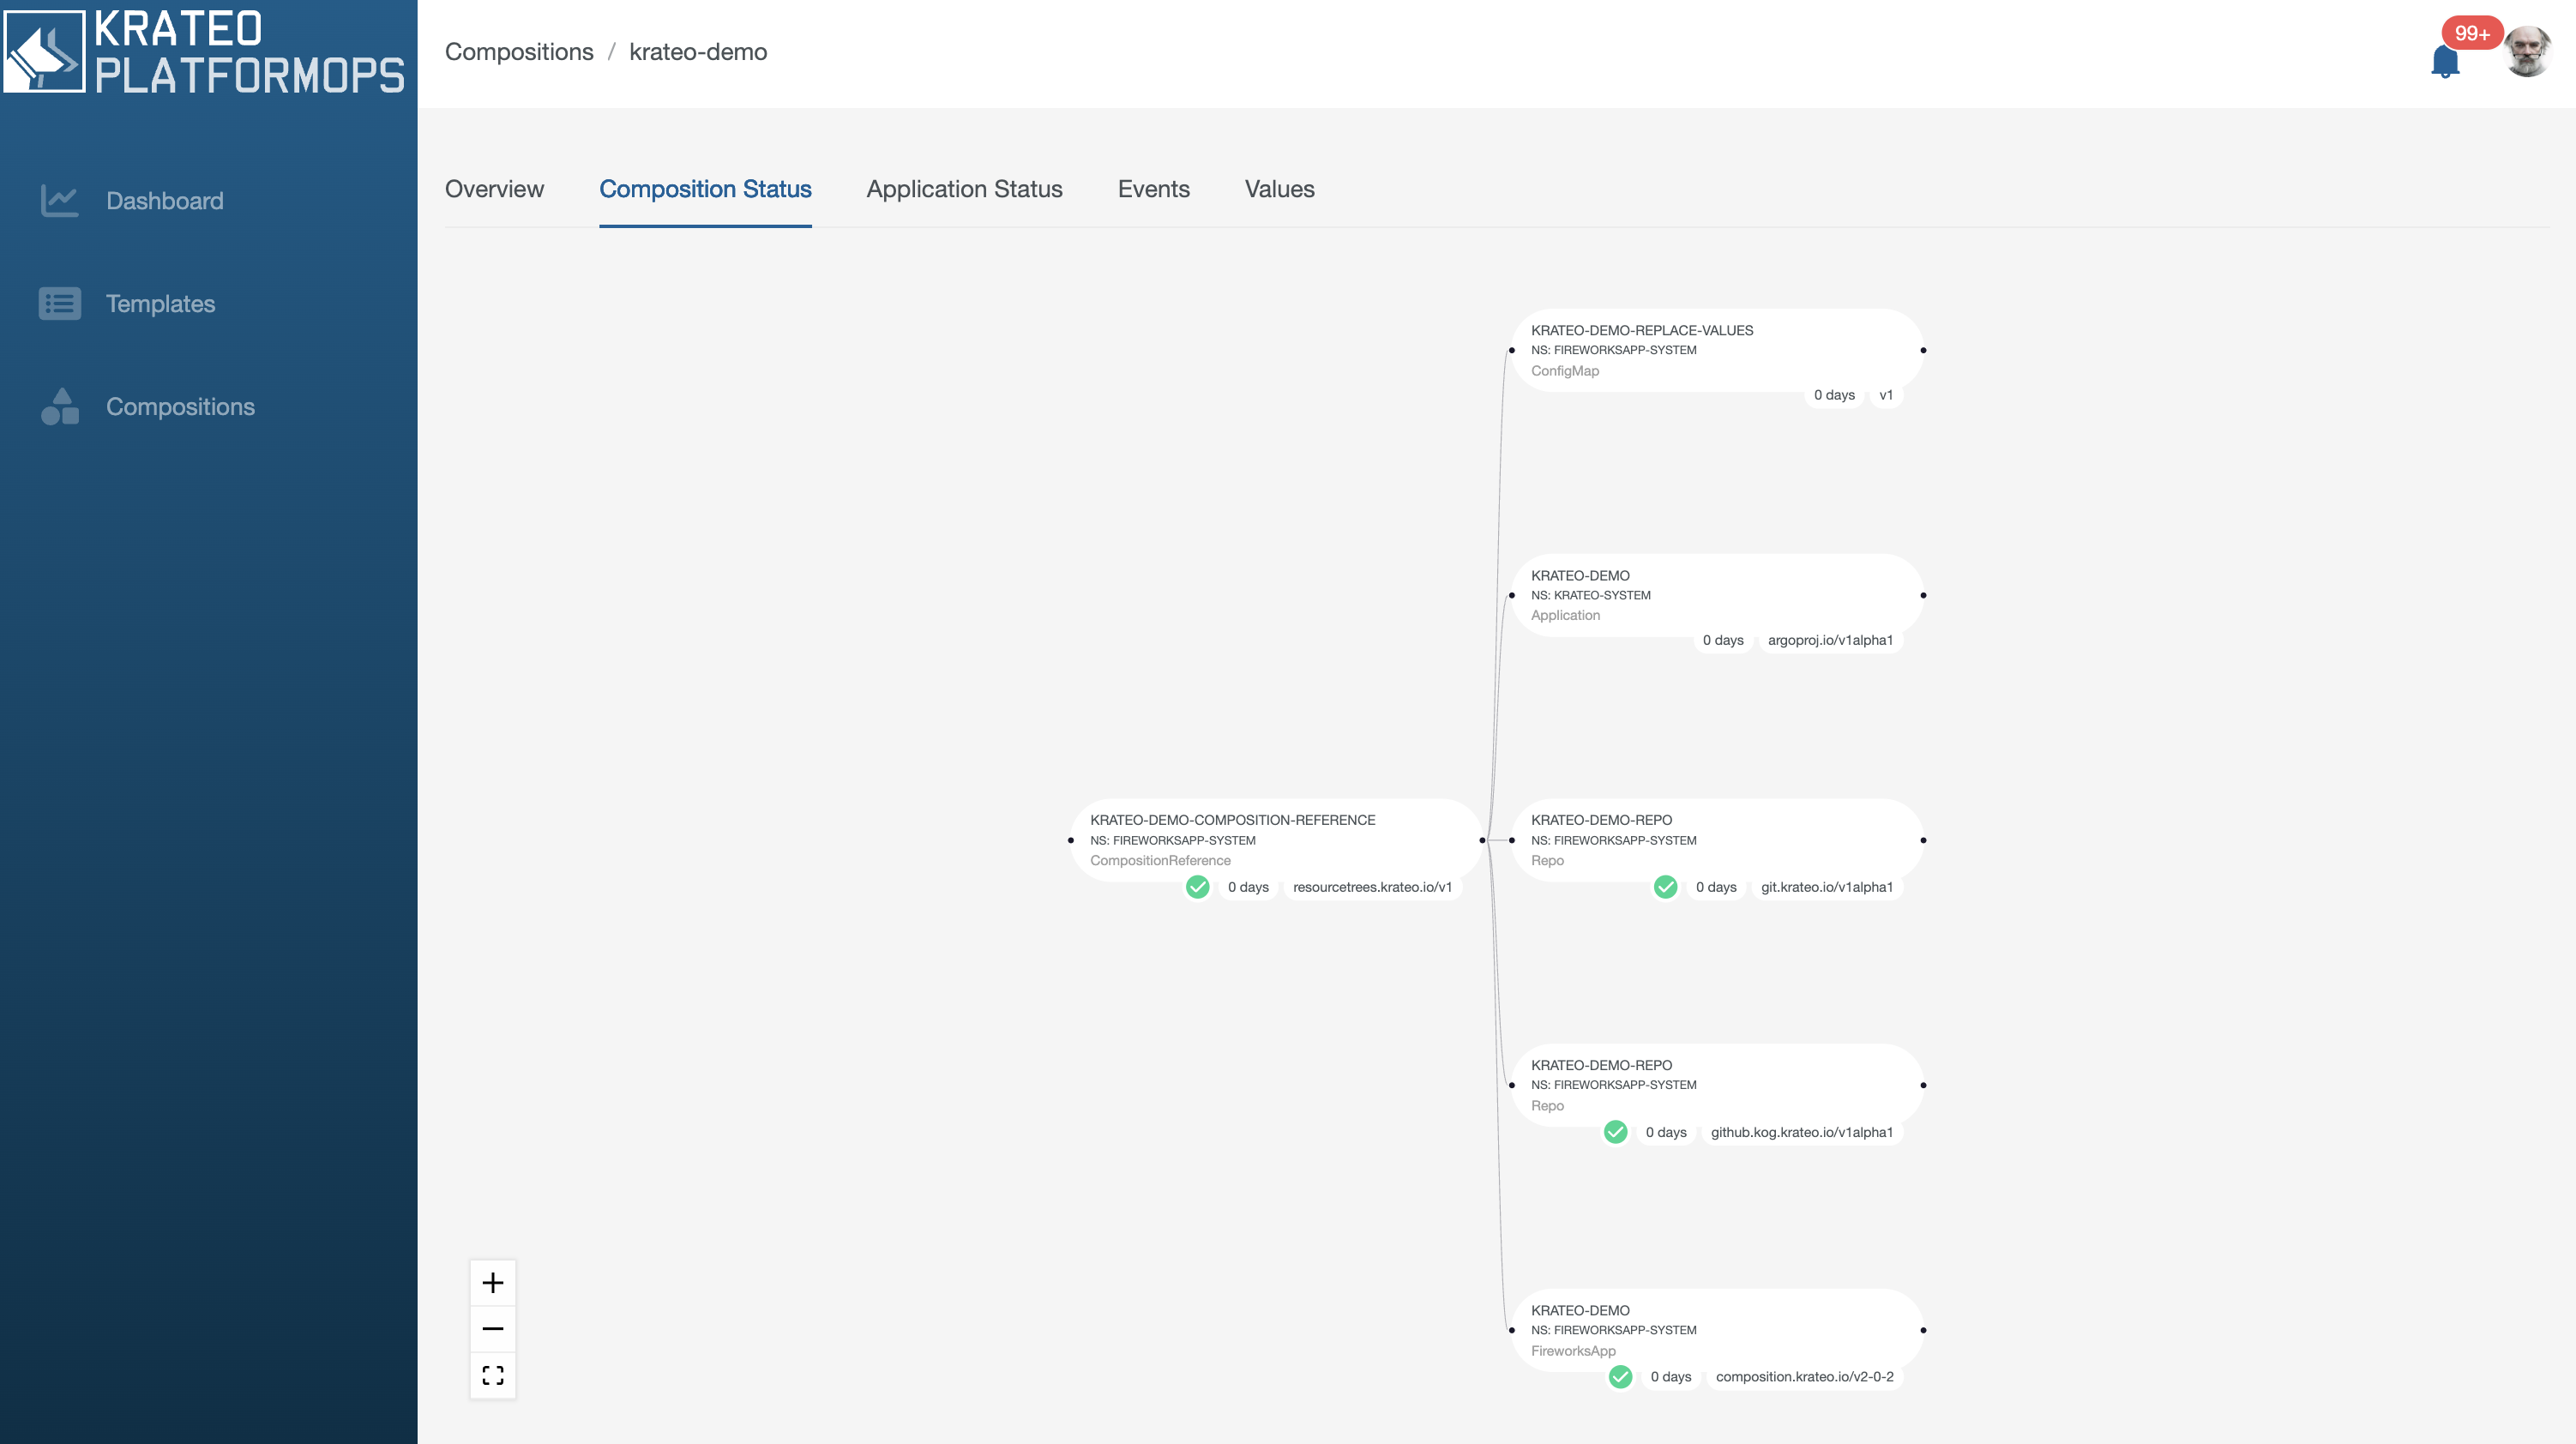 KRATEO
PLATFORMOPS
Compositions / krateo-demo
99+
Dashboard
Templates
Compositions
Overview
Composition Status
Application Status
Events
Values
KRATEO-DEMO-REPLACE-VALUES
NS: FIREWORKSAPP-SYSTEM
ConfigMap
0 days
v1
KRATEO-DEMO
NS: KRATEO-SYSTEM
Application
0 days
argoproj.io/v1alpha1
KRATEO-DEMO-COMPOSITION-REFERENCE
NS: FIREWORKSAPP-SYSTEM
CompositionReference
0 days
resourcetrees.krateo.io/v1
KRATEO-DEMO-REPO
NS: FIREWORKSAPP-SYSTEM
Repo
0 days
git.krateo.io/v1alpha1
KRATEO-DEMO-REPO
NS: FIREWORKSAPP-SYSTEM
Repo
0 days
github.kog.krateo.io/v1alpha1
KRATEO-DEMO
NS: FIREWORKSAPP-SYSTEM
FireworksApp
0 days
composition.krateo.io/v2-0-2